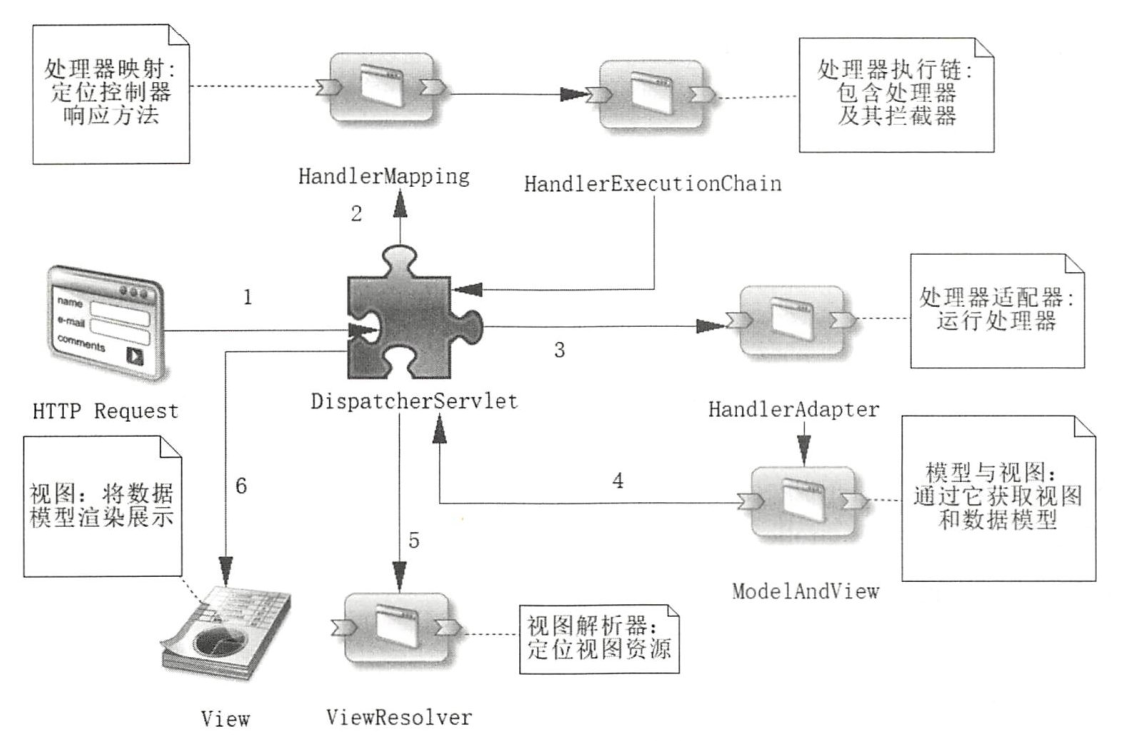 处理器映射:
定位控制器
响应方法
处理器执行链:
包含处理器
及其拦截器
HandlerMapping
HandlerExecutionChain
2
1
name
e-mail
comments
处理器适配器:
运行处理器
3
HTTP Request
DispatcherServlet
HandlerAdapter
视图: 将数据
模型渲染展示
6
4
模型与视图:
通过它获取视图
和数据模型
5
ModelAndView
视图解析器:
定位视图资源
View
ViewResolver